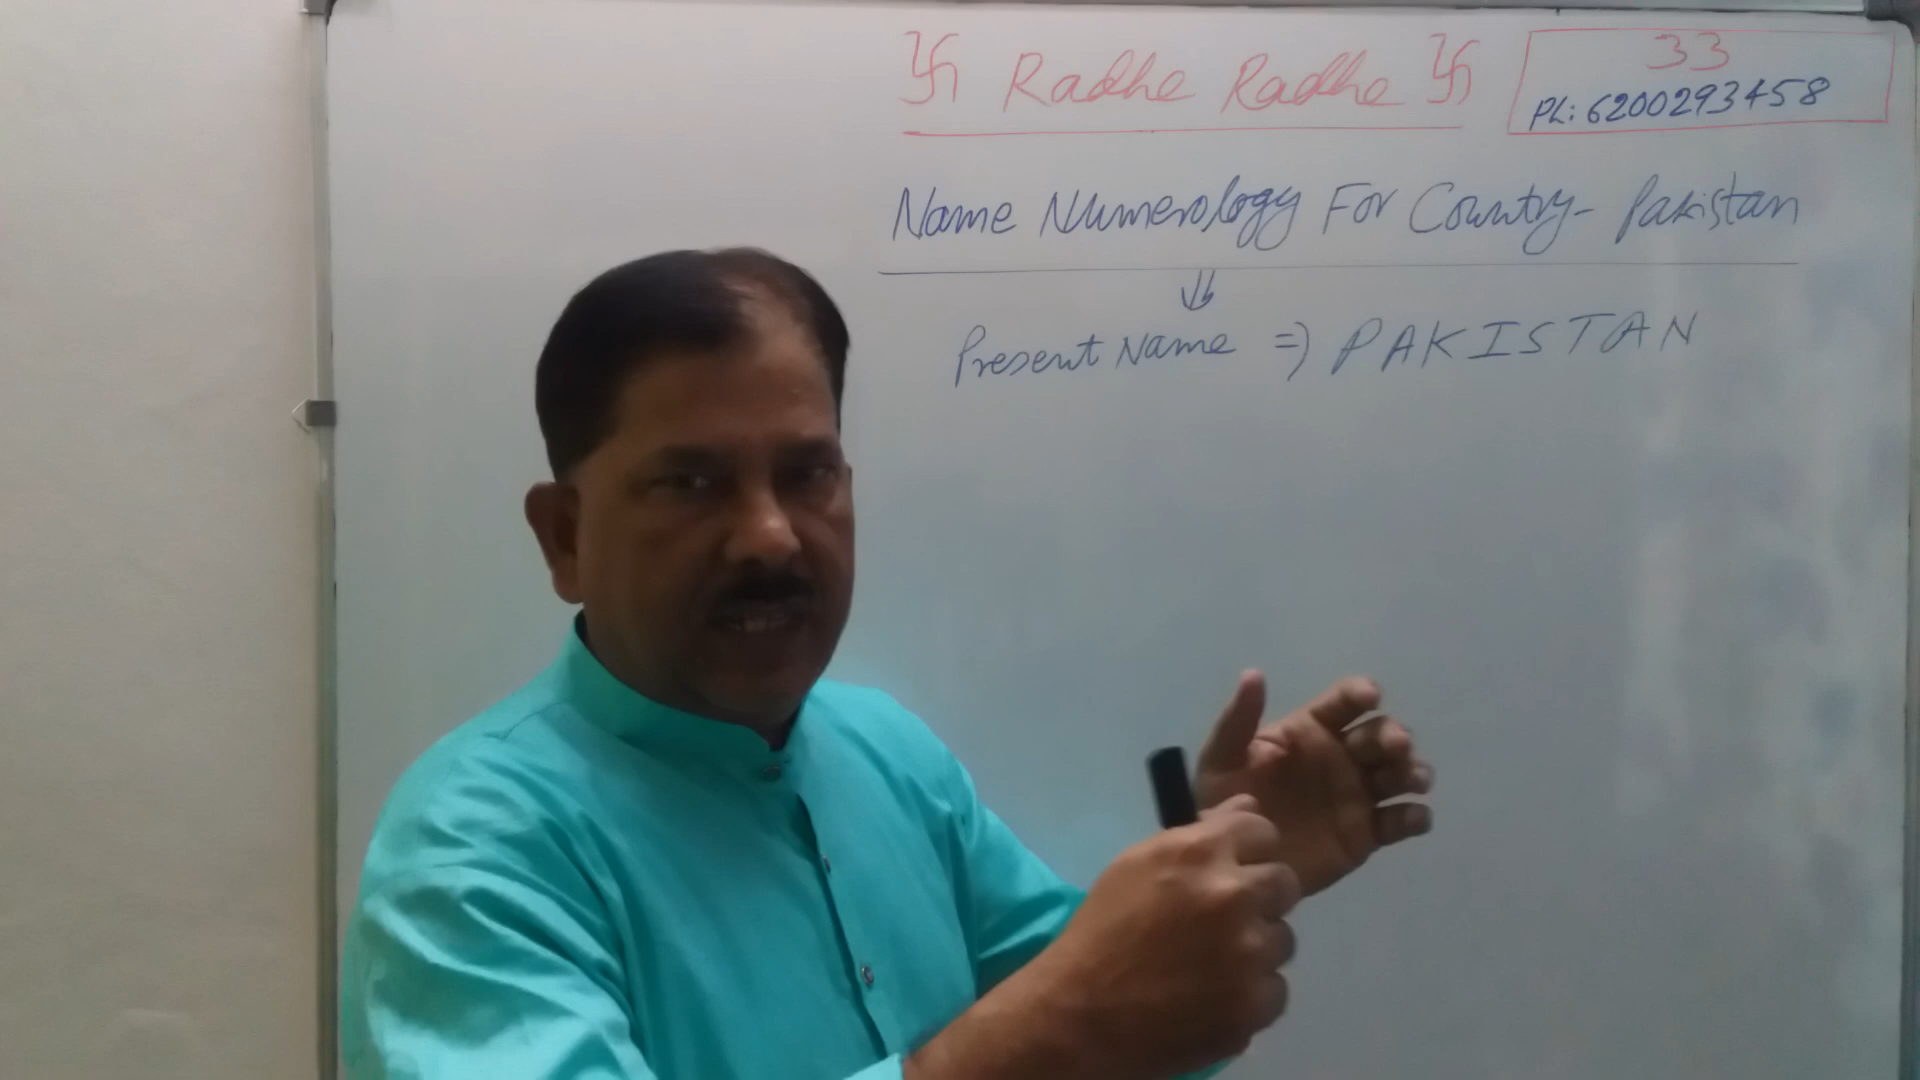 卐 Radhe Radhe 卐
33
Ph: 6200293458
Name Numerology For Country- Pakistan
Present Name => PAKISTAN